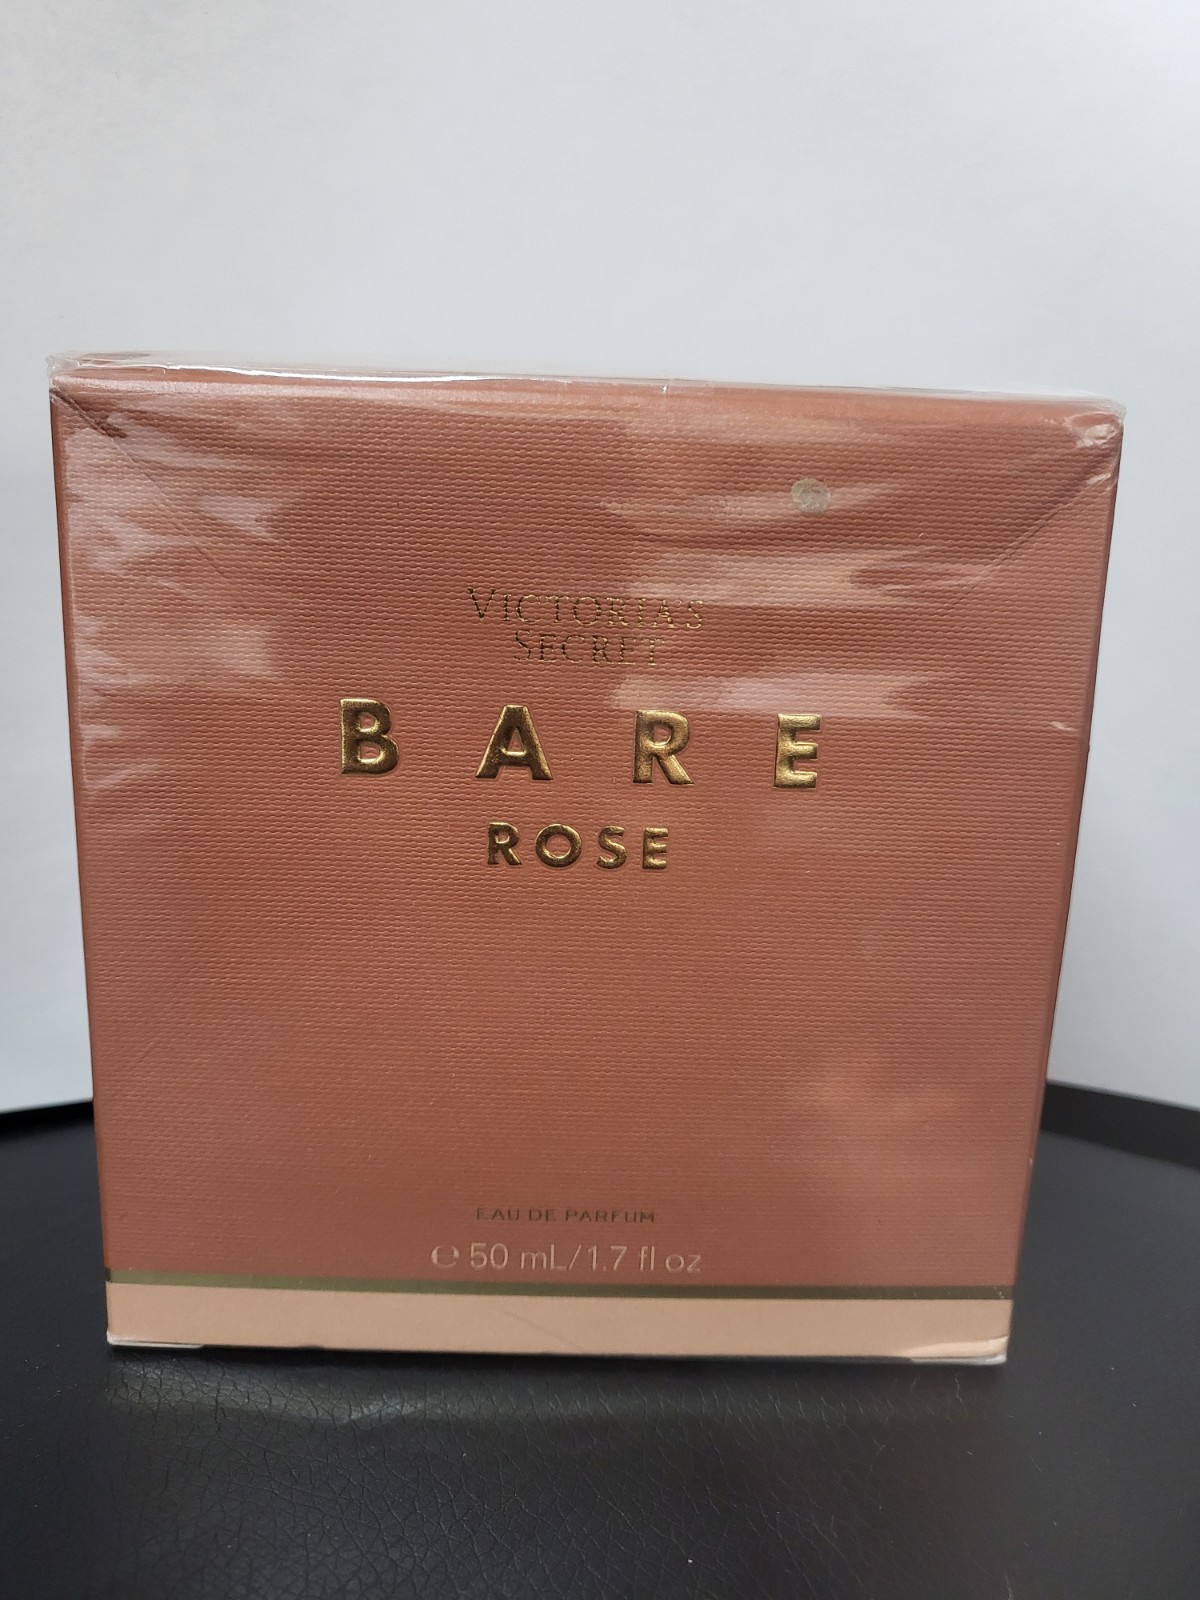 VICTORIA'S
SECRET
BARE
ROSE
EAU DE PARFUM
℮ 50 mL/1.7 fl oz